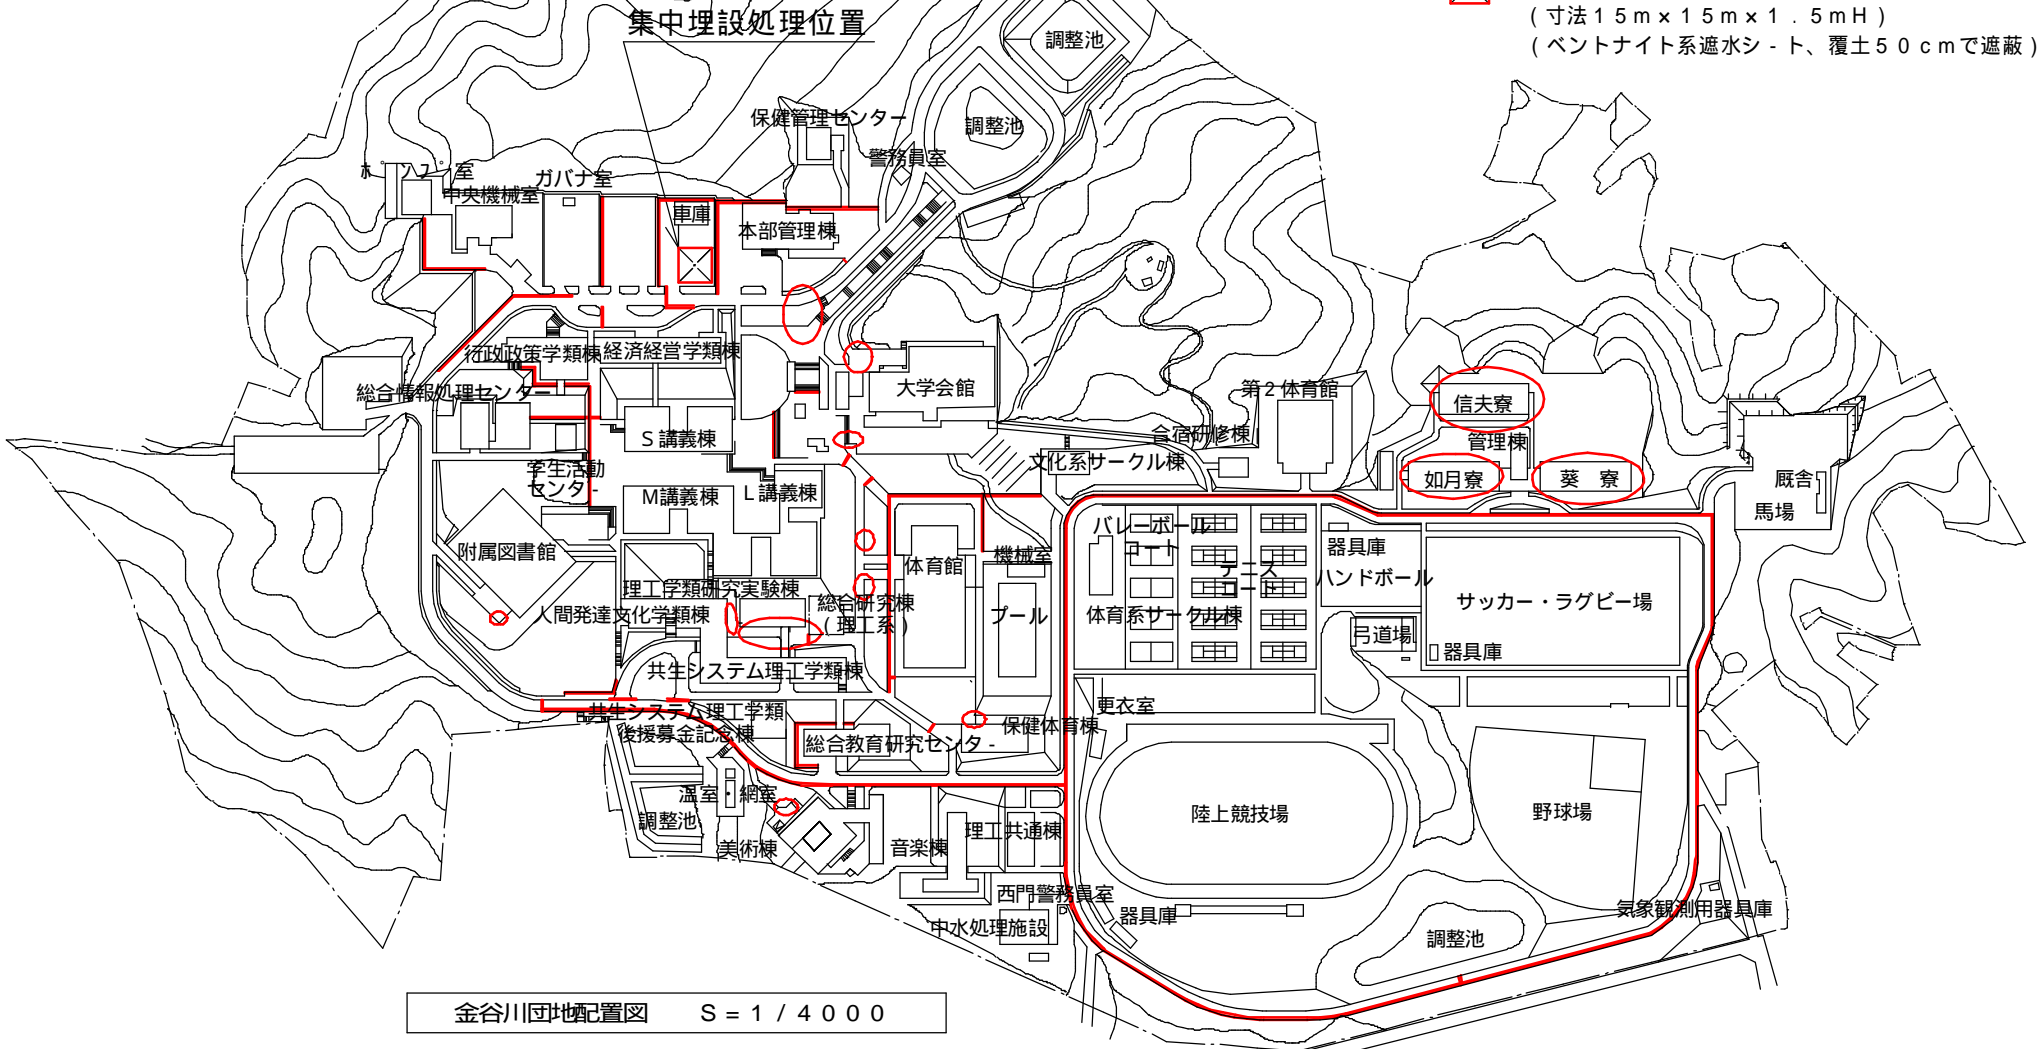 集中埋設処理位置
(寸法15m×15m×1.5mH)
(ベントナイト系遮水シ-ト、覆土50cmで遮蔽)
調整池
調整池
保健管理センター
警務員室
ガバナ室
中央機械室
車庫
本部管理棟
行政政策学類棟
経済経営学類棟
総合情報処理センター
大学会館
第2体育館
信夫寮
管理棟
合宿研修棟
S講義棟
文化系サークル棟
学生活動
センタ-
M講義棟
L講義棟
如月寮
葵 寮
厩舎
馬場
附属図書館
バレーボール
コート
機械室
体育館
器具庫
テニス
コート
ハンドボール
理工学類研究実験棟
総合研究棟
(理工系)
人間発達文化学類棟
プール
体育系サークル棟
サッカー・ラグビー場
弓道場
器具庫
共生システム理工学類棟
共生システム理工学類
後援募金記念棟
更衣室
保健体育棟
総合教育研究センタ-
温室・網室
調整池
美術棟
音楽棟
理工共通棟
陸上競技場
野球場
西門警務員室
中水処理施設
器具庫
気象観測用器具庫
調整池
金谷川団地配置図 S=1/4000